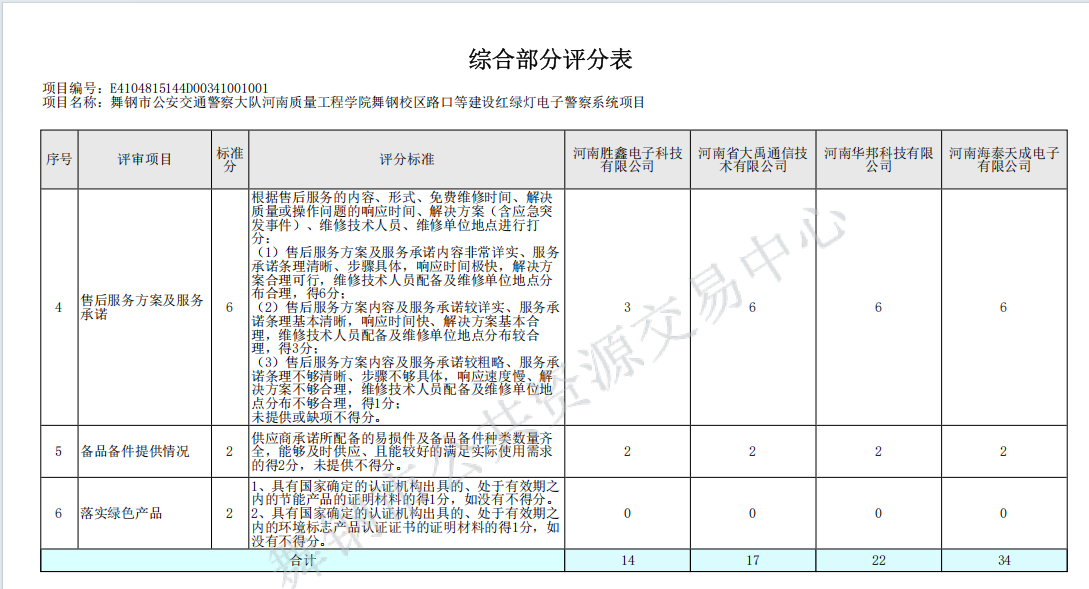 综合部分评分表
项目编号：E4104815144D00341001001
项目名称：舞钢市公安交通警察大队河南质量工程学院舞钢校区路口等建设红绿灯电子警察系统项目
序号
评审项目
标准
分
评分标准
河南胜鑫电子科技
有限公司
河南省大禹通信技
术有限公司
河南华邦科技有限
公司
河南海泰天成电子
有限公司
4
售后服务方案及服务
承诺
6
根据售后服务的内容、形式、免费维修时间、解决
质量或操作问题的响应时间、解决方案（含应急突
发事件）、维修技术人员、维修单位地点进行打
分：
（1）售后服务方案及服务承诺内容非常详实、服务
承诺条理清晰、步骤具体，响应时间极快，解决方
案合理可行，维修技术人员配备及维修单位地点分
布合理，得6分；
（2）售后服务方案内容及服务承诺较详实、服务承
诺条理基本清晰，响应时间快、解决方案基本合
理，维修技术人员配备及维修单位地点分布较合
理，得3分；
（3）售后服务方案内容及服务承诺较粗略、服务承
诺条理不够清晰、步骤不够具体，响应速度慢、解
决方案不够合理，维修技术人员配备及维修单位地
点分布不够合理，得1分；
未提供或缺项不得分。
3
6
6
6
5
备品备件提供情况
2
供应商承诺所配备的易损件及备品备件种类数量齐
全，能够及时供应、且能较好的满足实际使用需求
的得2分，未提供不得分。
2
2
2
2
6
落实绿色产品
2
1、具有国家确定的认证机构出具的、处于有效期之
内的节能产品的证明材料的得1分，如没有不得分。
2、具有国家确定的认证机构出具的、处于有效期之
内的环境标志产品认证证书的证明材料的得1分，如
没有不得分。
0
0
0
0
合计
14
17
22
34
舞钢市公共资源交易中心